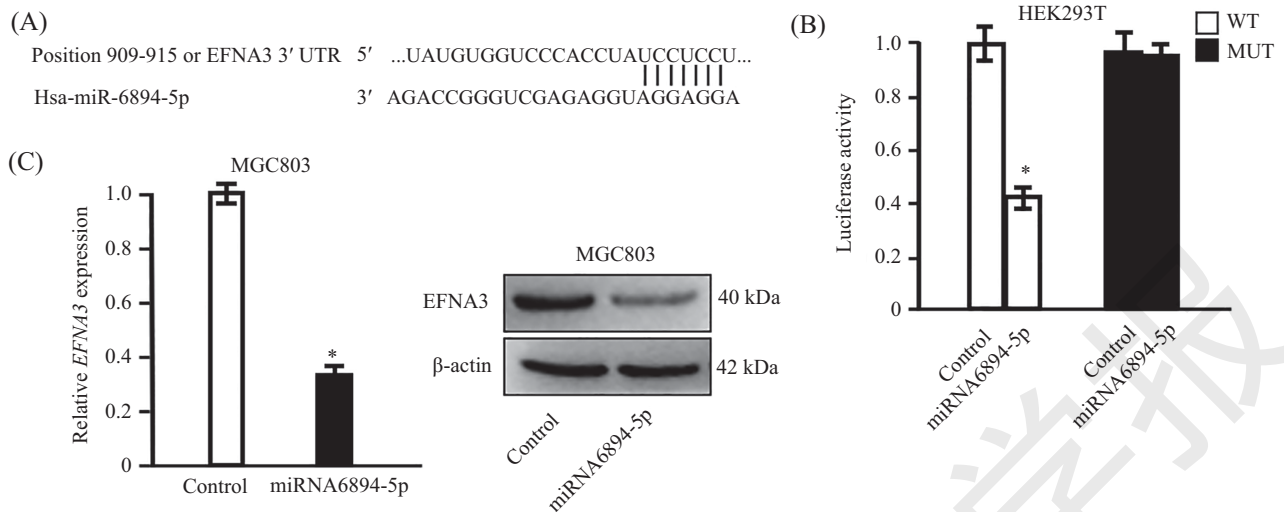 (A)
Position 909-915 or EFNA3 3′ UTR 5′ ...UAUGUGGUCCCACCUAUCCUCCU...
Hsa-miR-6894-5p 3′ AGACCGGGUCGAGAGGUAGGAGGA
(B)
HEK293T
WT
MUT
Luciferase activity
1.0
0.8
0.6
0.4
0.2
0
*
Control
miRNA6894-5p
Control
miRNA6894-5p
(C)
MGC803
Relative EFNA3 expression
1.0
0.8
0.6
0.4
0.2
0
*
Control
miRNA6894-5p
MGC803
EFNA3
40 kDa
β-actin
42 kDa
Control
miRNA6894-5p
学报